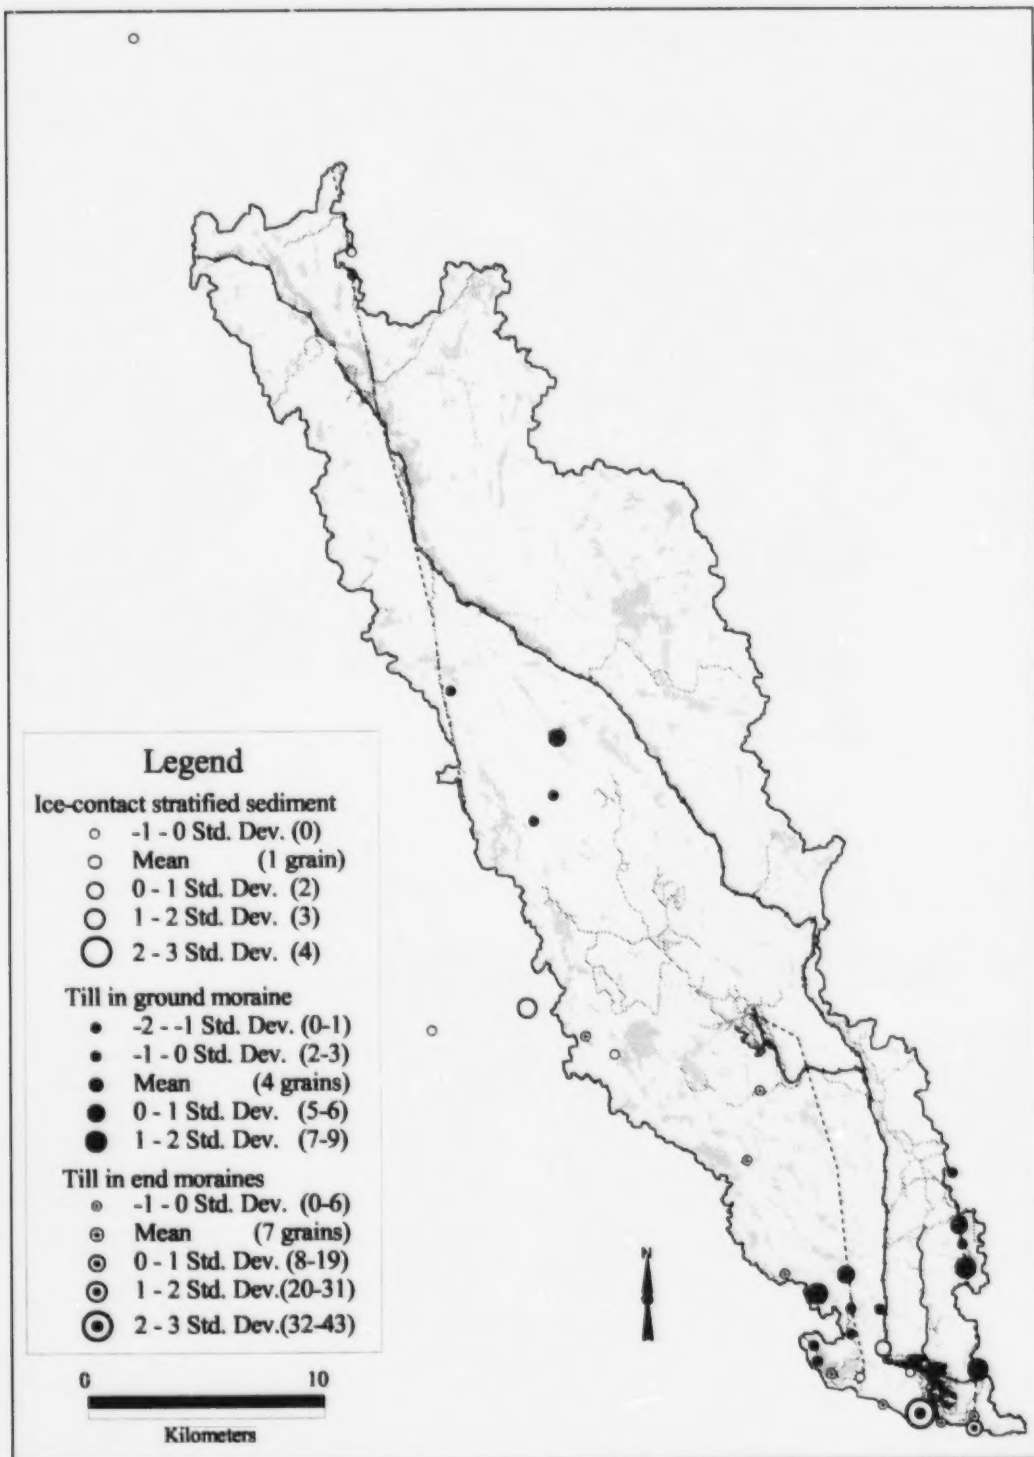 N
Legend
Ice-contact stratified sediment
-1 - 0 Std. Dev. (0)
Mean (1 grain)
0 - 1 Std. Dev. (2)
1 - 2 Std. Dev. (3)
2 - 3 Std. Dev. (4)
Till in ground moraine
-2 - -1 Std. Dev. (0-1)
-1 - 0 Std. Dev. (2-3)
Mean (4 grains)
0 - 1 Std. Dev. (5-6)
1 - 2 Std. Dev. (7-9)
Till in end moraines
-1 - 0 Std. Dev. (0-6)
Mean (7 grains)
0 - 1 Std. Dev. (8-19)
1 - 2 Std. Dev.(20-31)
2 - 3 Std. Dev.(32-43)
0 10
Kilometers